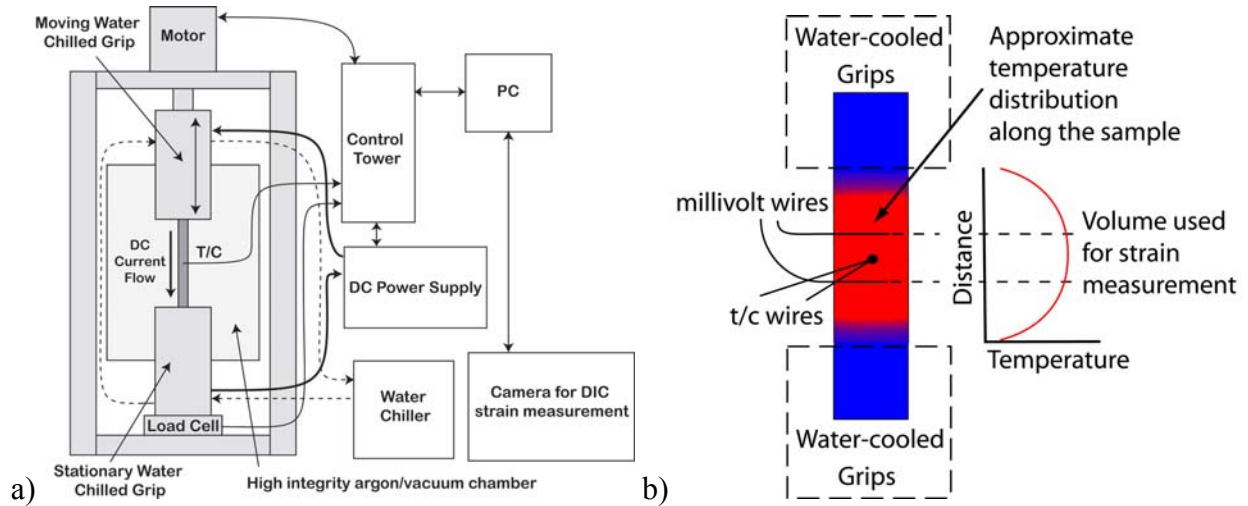 Moving Water
Chilled Grip
Motor
Control
Tower
PC
DC
Current
Flow
T/C
DC Power Supply
Water
Chiller
Camera for DIC
strain measurement
Load Cell
Stationary Water
Chilled Grip
High integrity argon/vacuum chamber
a)
Water-cooled
Grips
Approximate
temperature
distribution
along the sample
millivolt wires
t/c wires
Distance
Volume used
for strain
measurement
Temperature
Water-cooled
Grips
b)